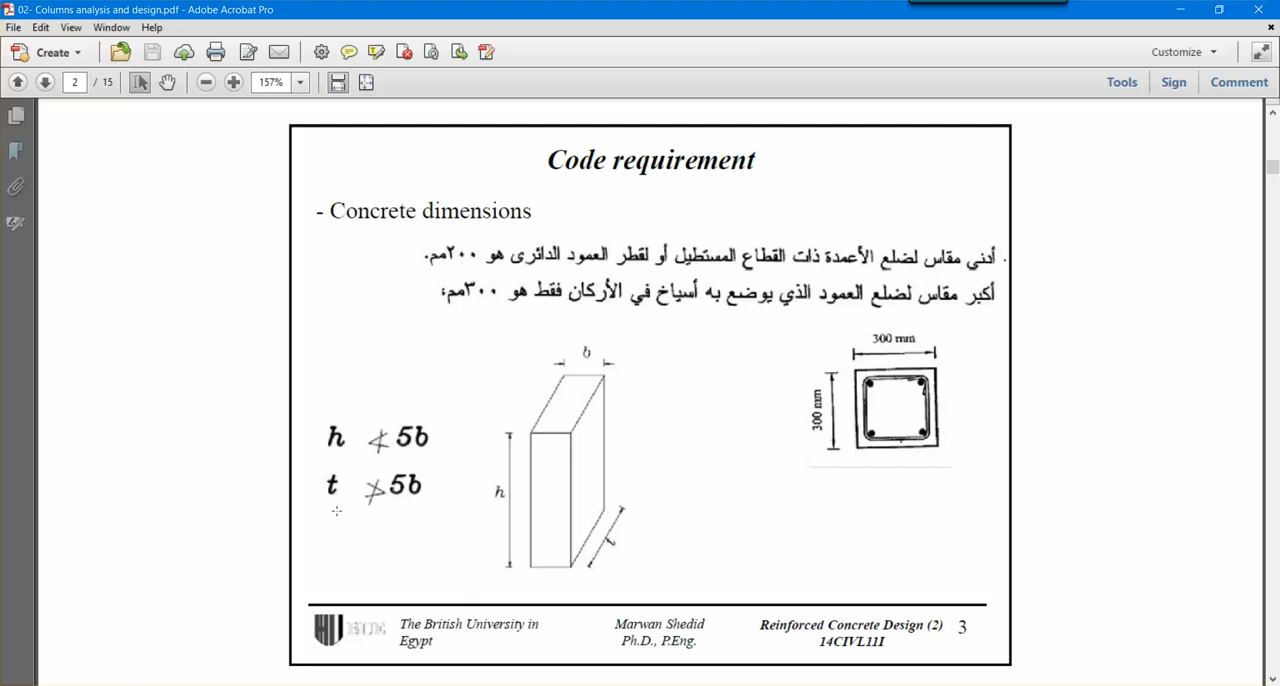 02- Columns analysis and design.pdf - Adobe Acrobat Pro
File Edit View Window Help
Create Customize
2 / 15 157% Tools Sign Comment
Code requirement
- Concrete dimensions
أدني مقاس لضلع الأعمدة ذات القطاع المستطيل أو لقطر العمود الدائرى هو ٢٠٠مم.
أكبر مقاس لضلع العمود الذي يوضع به أسياخ في الأركان فقط هو ٣٠٠مم،
300 mm
b
300 mm
h ≮ 5b
t ≯ 5b
h
t
BUE
The British University in
Egypt
Marwan Shedid
Ph.D., P.Eng.
Reinforced Concrete Design (2)
14CIVL11I
3